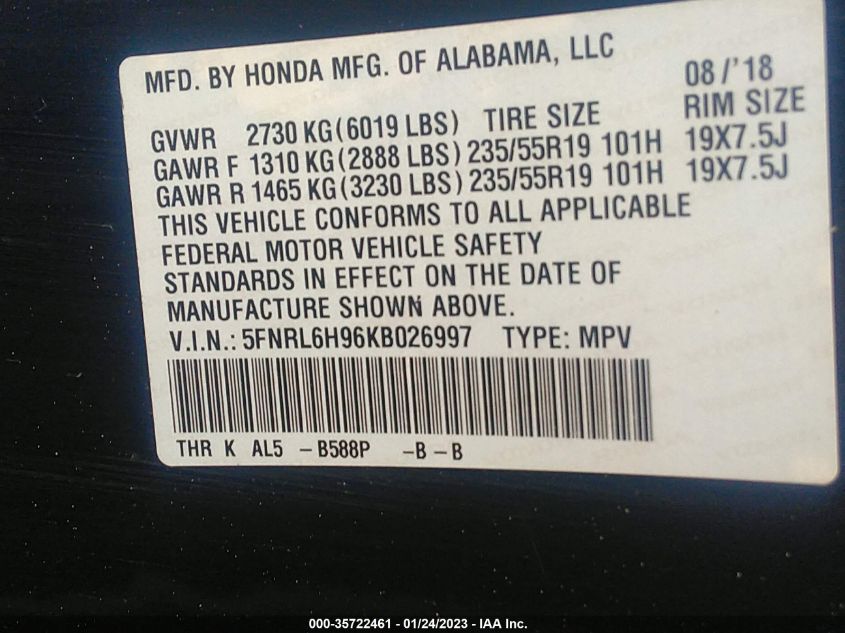 MFD. BY HONDA MFG. OF ALABAMA, LLC 08/'18
GVWR 2730 KG(6019 LBS) TIRE SIZE RIM SIZE
GAWR F 1310 KG(2888 LBS) 235/55R19 101H 19X7.5J
GAWR R 1465 KG(3230 LBS) 235/55R19 101H 19X7.5J
THIS VEHICLE CONFORMS TO ALL APPLICABLE
FEDERAL MOTOR VEHICLE SAFETY
STANDARDS IN EFFECT ON THE DATE OF
MANUFACTURE SHOWN ABOVE.
V.I.N.: 5FNRL6H96KB026997 TYPE: MPV
THR K AL5 -B588P -B -B
000-35722461 - 01/24/2023 - IAA Inc.